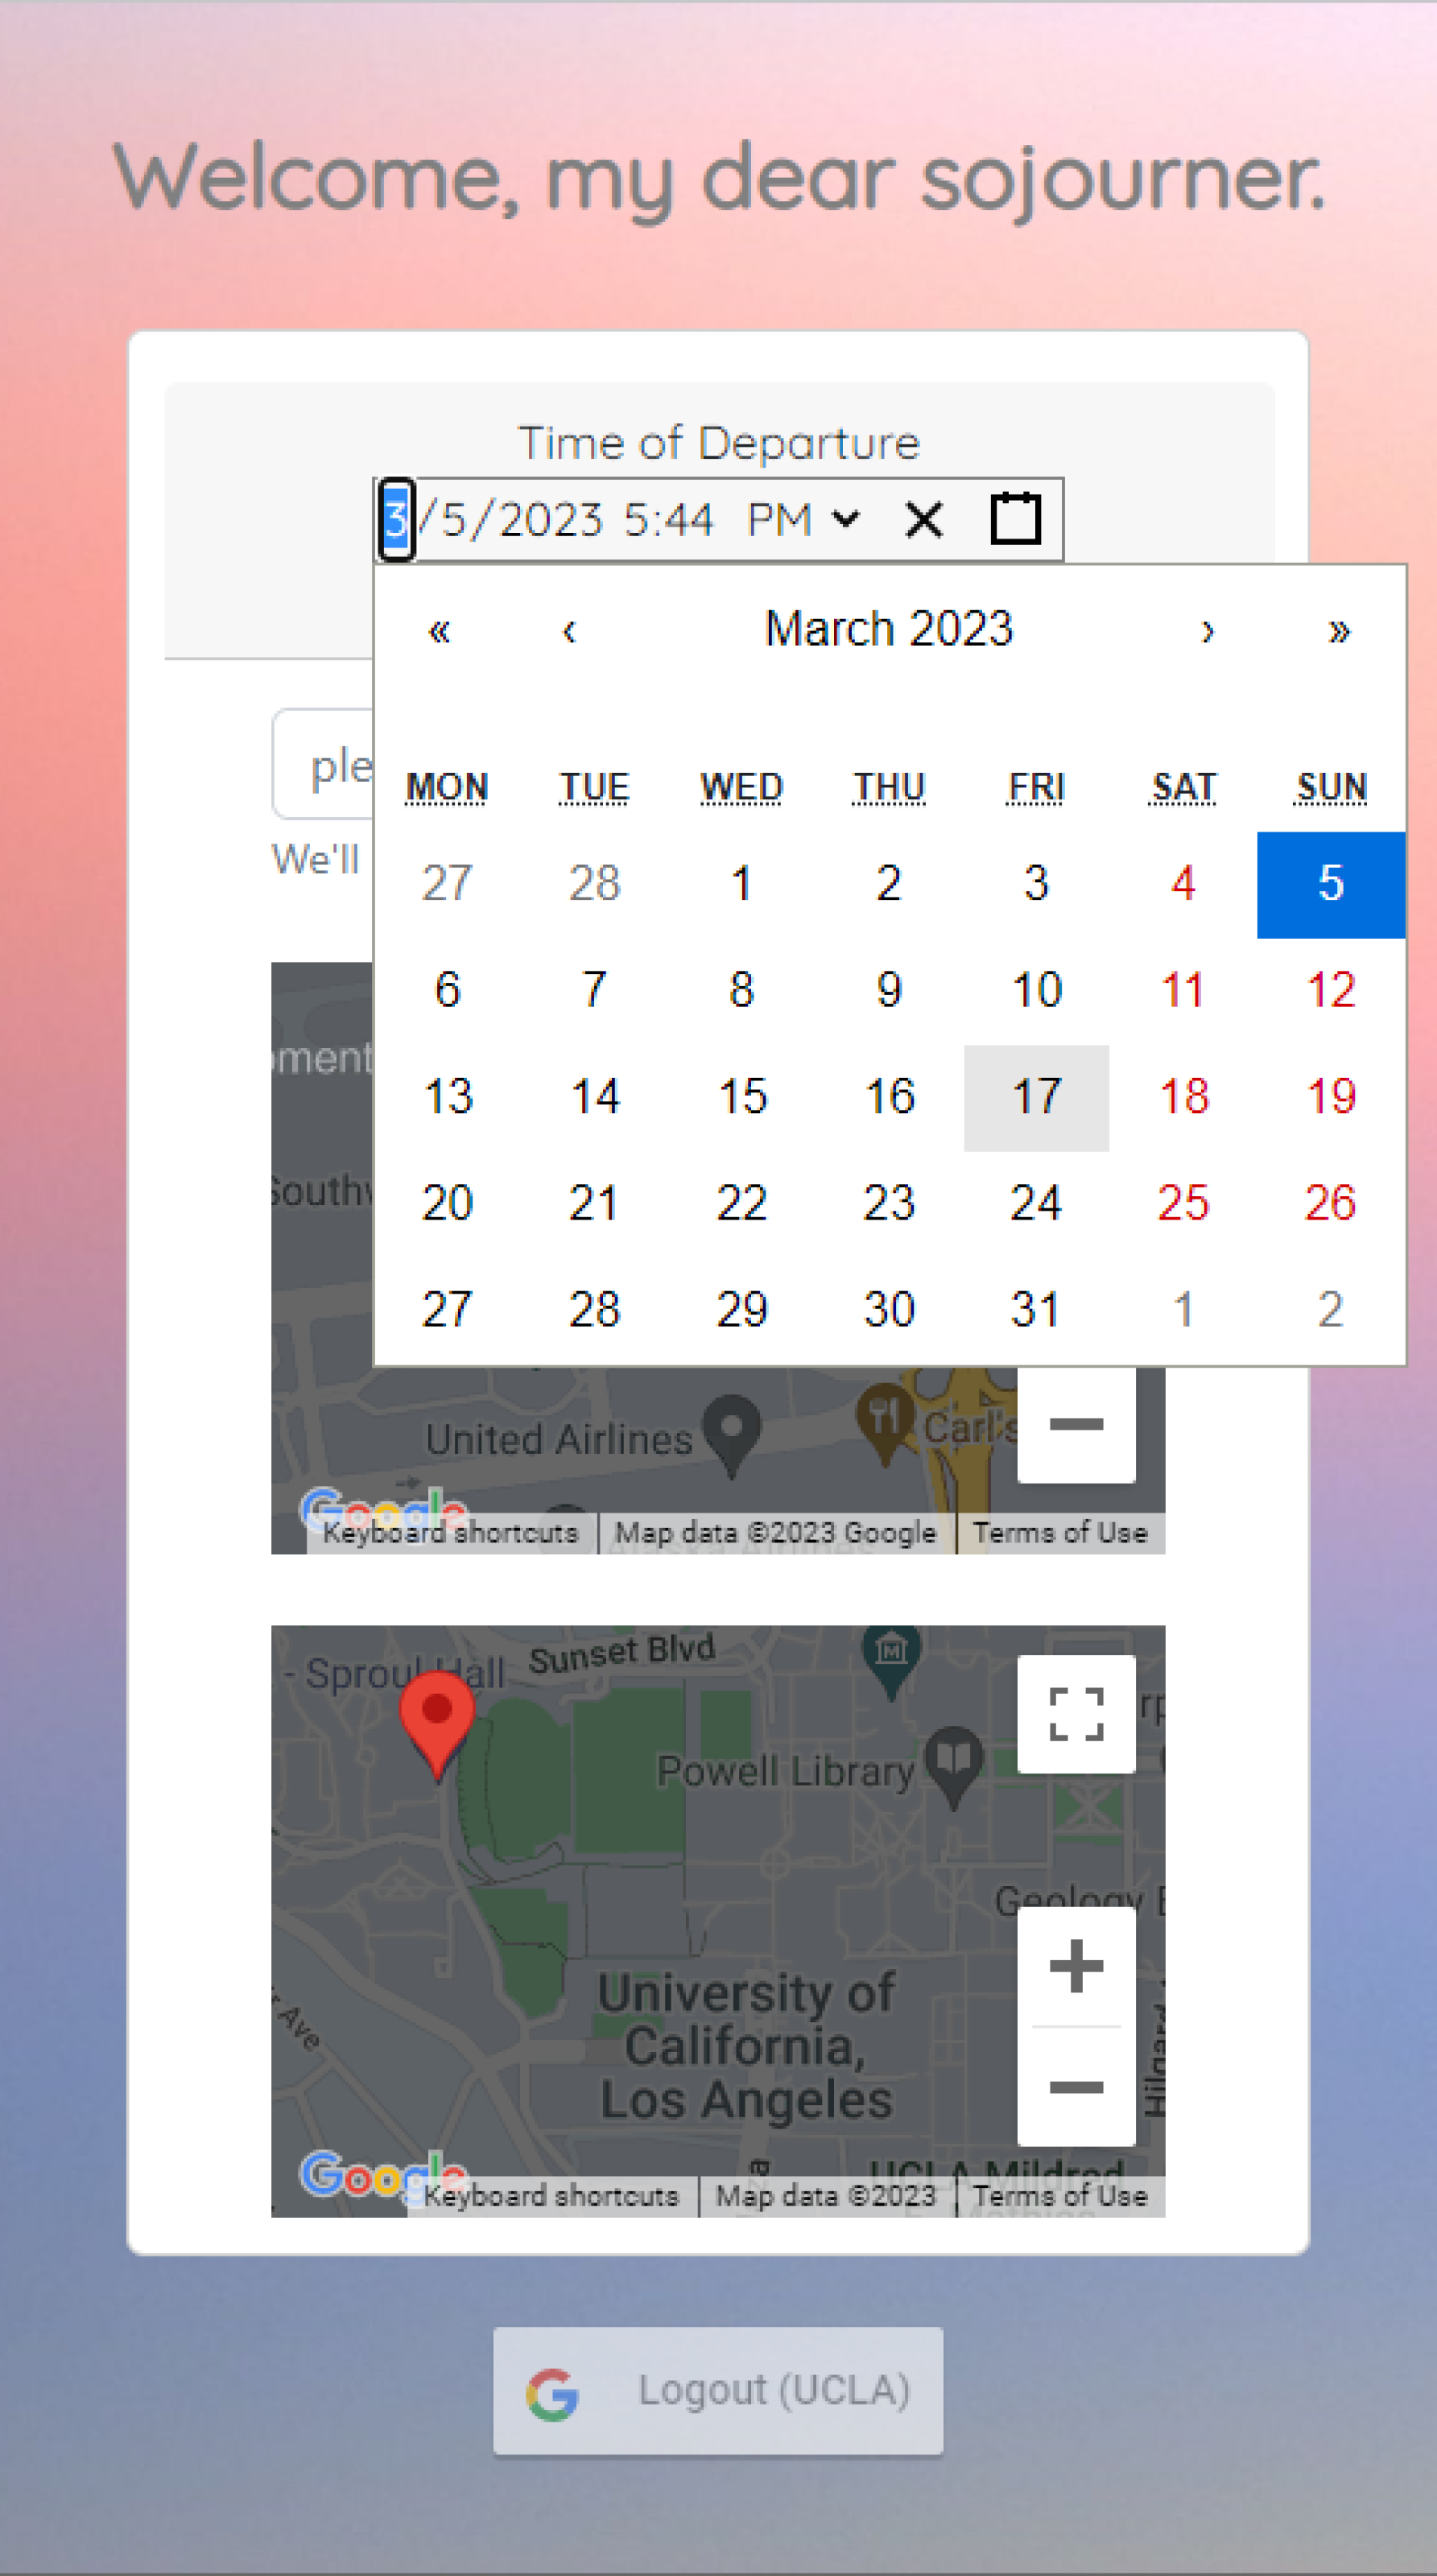 Welcome, my dear sojourner.
Time of Departure
3/5/2023 5:44 PM
« ‹ March 2023 › »
MON TUE WED THU FRI SAT SUN
27 28 1 2 3 4 5
6 7 8 9 10 11 12
13 14 15 16 17 18 19
20 21 22 23 24 25 26
27 28 29 30 31 1 2
ple
We'll
United Airlines
Carl's
Google
Keyboard shortcuts
Map data ©2023 Google
Terms of Use
- Sproul Hall
Sunset Blvd
Powell Library
Geology
Ave
University of
California,
Los Angeles
Hilgard
UCLA Mildred
Google
Keyboard shortcuts
Map data ©2023
Terms of Use
Logout (UCLA)